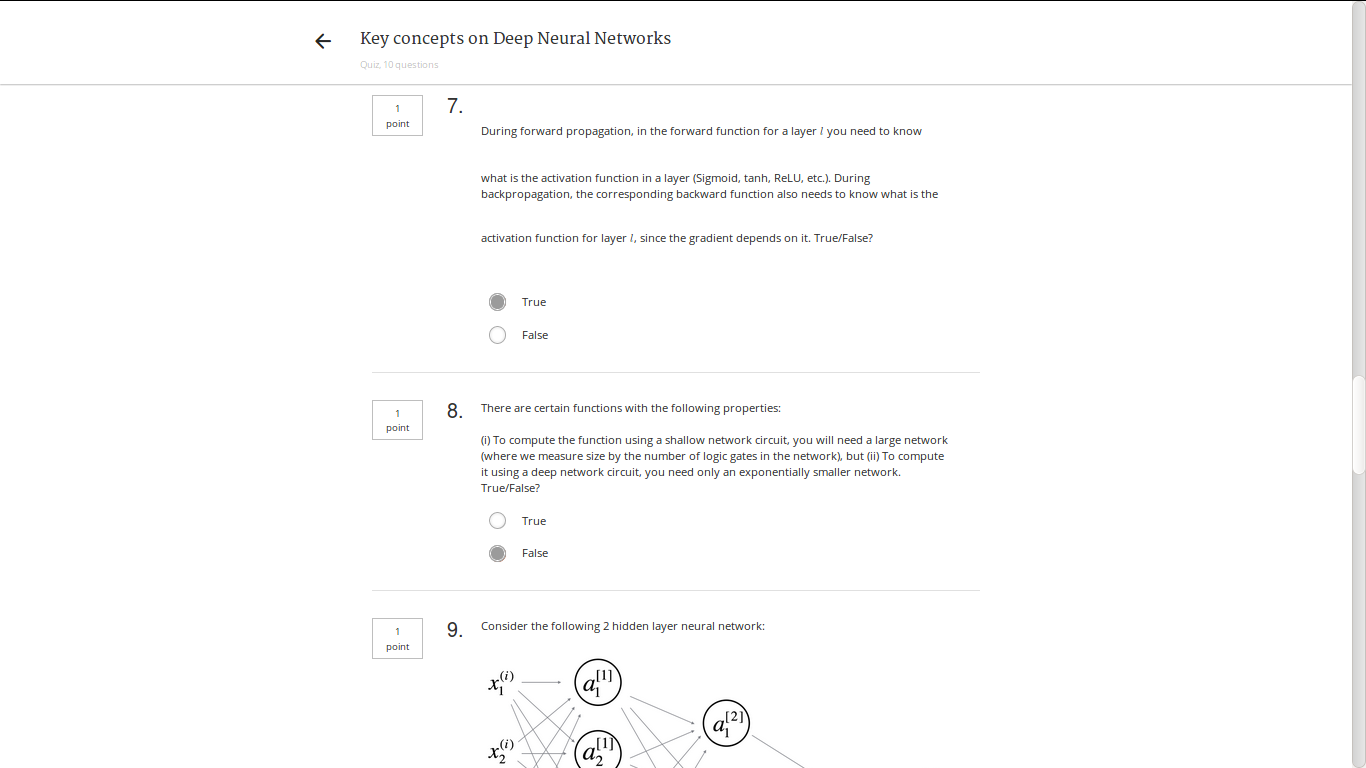 Key concepts on Deep Neural Networks
Quiz, 10 questions
1
point
7.
During forward propagation, in the forward function for a layer l you need to know
what is the activation function in a layer (Sigmoid, tanh, ReLU, etc.). During
backpropagation, the corresponding backward function also needs to know what is the
activation function for layer l, since the gradient depends on it. True/False?
True
False
1
point
8.
There are certain functions with the following properties:
(i) To compute the function using a shallow network circuit, you will need a large network
(where we measure size by the number of logic gates in the network), but (ii) To compute
it using a deep network circuit, you need only an exponentially smaller network.
True/False?
True
False
1
point
9.
Consider the following 2 hidden layer neural network:
x_1^{(i)} a_1^{[1]}
a_1^{[2]}
x_2^{(i)} a_2^{[1]}